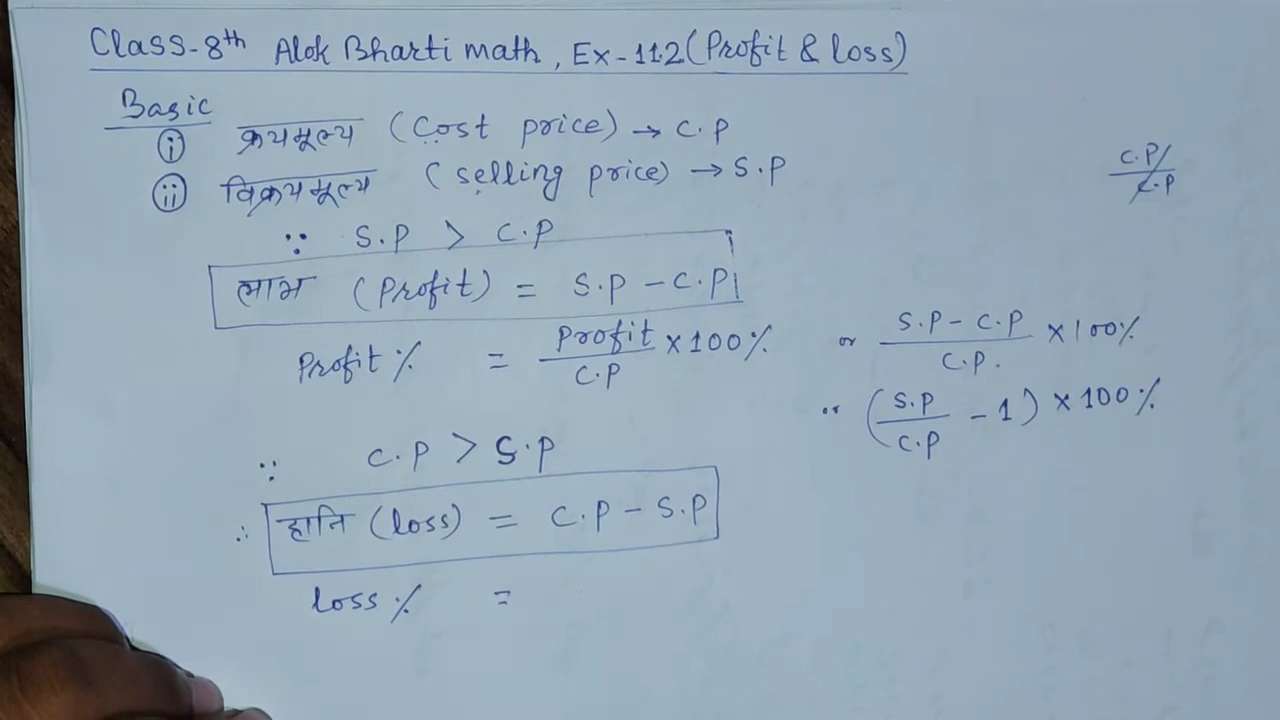 Class-8th Alok Bharti math, Ex-11.2 (Profit & loss)
Basic
(i) क्रयमूल्य (Cost price) → C.P
(ii) विक्रयमूल्य (selling price) → S.P
C.P/C.P
∵ S.P > C.P
लाभ (Profit) = S.P - C.P
Profit % = Profit/C.P × 100% or S.P - C.P/C.P. × 100%
or (S.P/C.P - 1) × 100%
∵ C.P > S.P
∴ हानि (loss) = C.P - S.P
loss % =